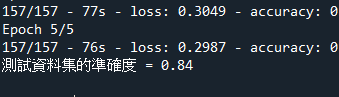 157/157 - 77s - loss: 0.3049 - accuracy: 0
Epoch 5/5
157/157 - 76s - loss: 0.2987 - accuracy: 0
測試資料集的準確度 = 0.84